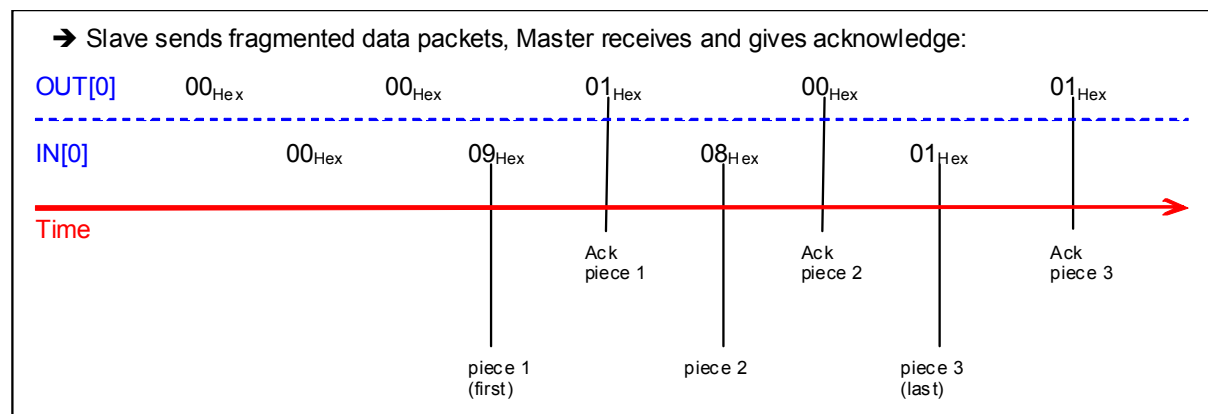 ➔ Slave sends fragmented data packets, Master receives and gives acknowledge:
OUT[0] 00Hex 00Hex 01Hex 00Hex 01Hex
IN[0] 00Hex 09Hex 08Hex 01Hex
Time
Ack Ack Ack
piece 1 piece 2 piece 3
piece 1 piece 2 piece 3
(first) (last)